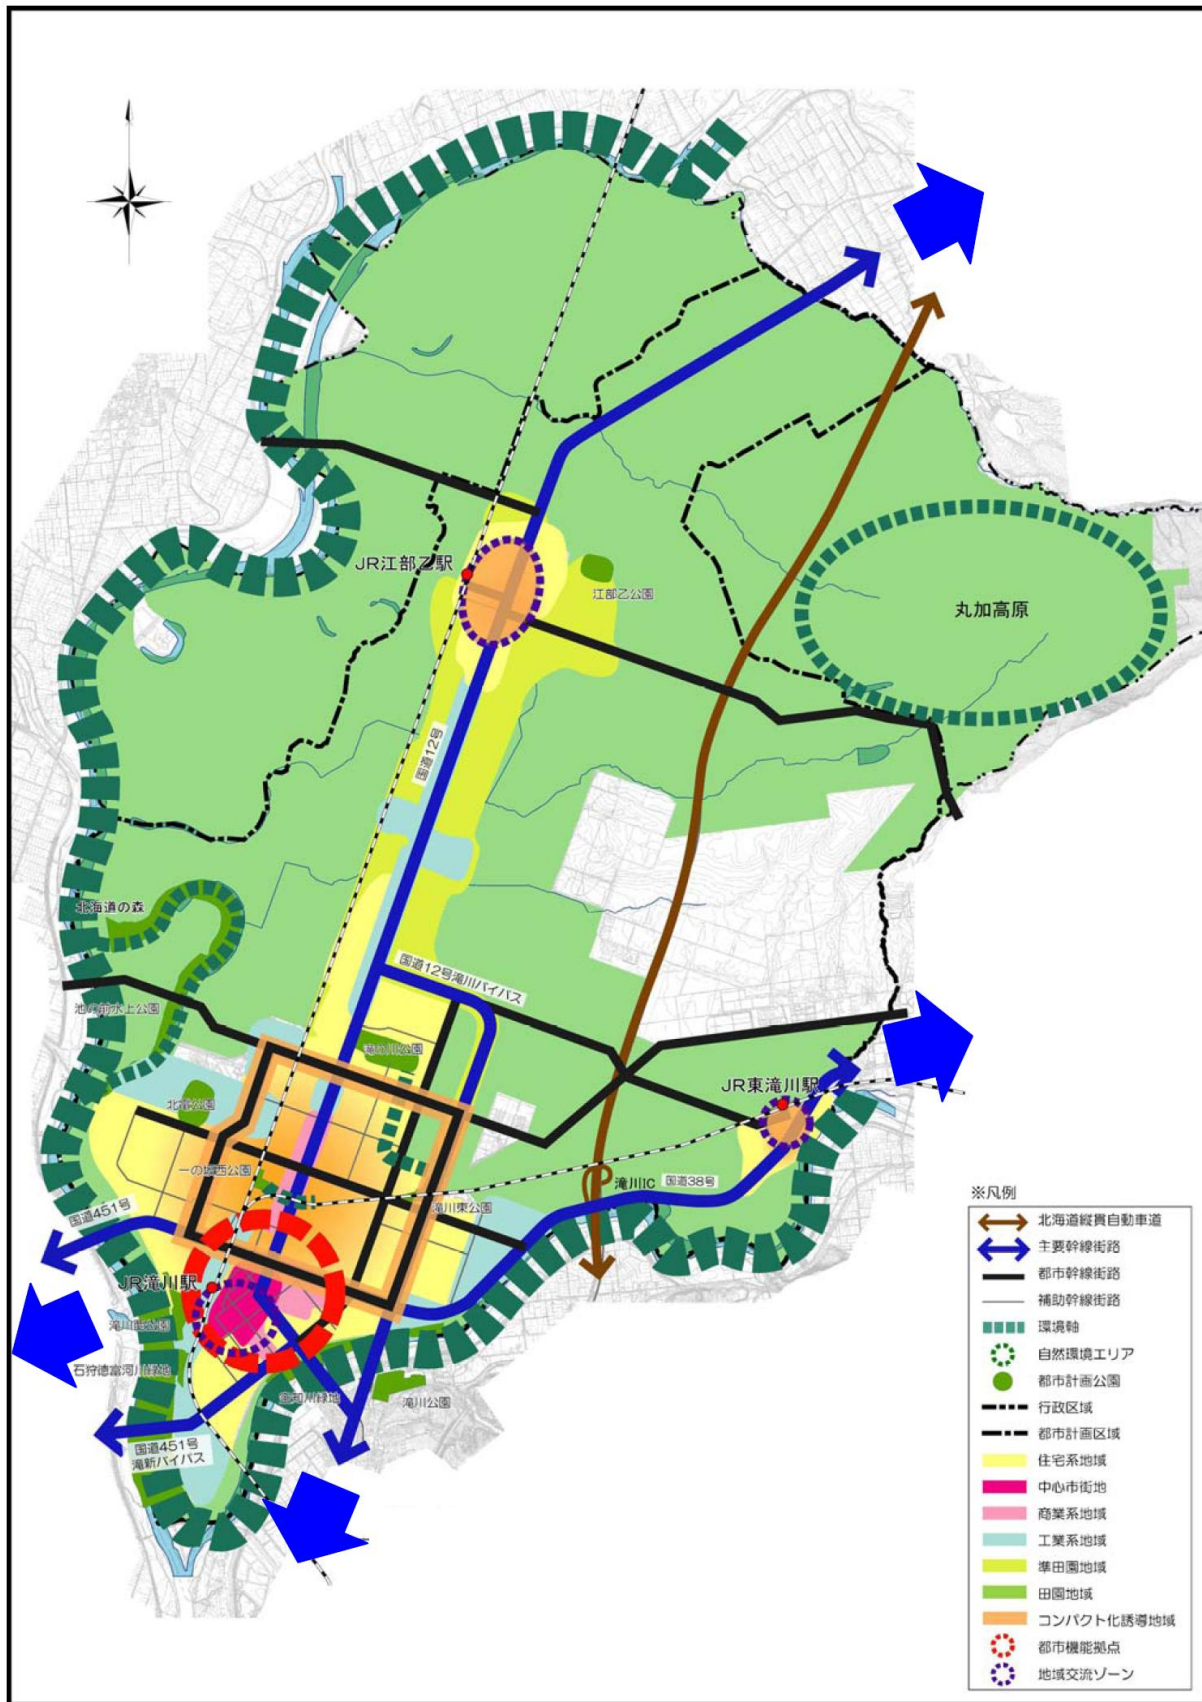 JR江部乙駅
江部乙公園
丸加高原
国道12号
北海道の森
国道12号滝川バイパス
池の前水上公園
滝の川公園
JR東滝川駅
北電公園
一の坂西公園
滝川IC
国道38号
国道451号
滝川東公園
JR滝川駅
滝川西公園
石狩徳富河川緑地
空知川緑地
滝川公園
国道451号
滝新バイパス
※凡例
北海道縦貫自動車道
主要幹線街路
都市幹線街路
補助幹線街路
環境軸
自然環境エリア
都市計画公園
行政区域
都市計画区域
住宅系地域
中心市街地
商業系地域
工業系地域
準田園地域
田園地域
コンパクト化誘導地域
都市機能拠点
地域交流ゾーン